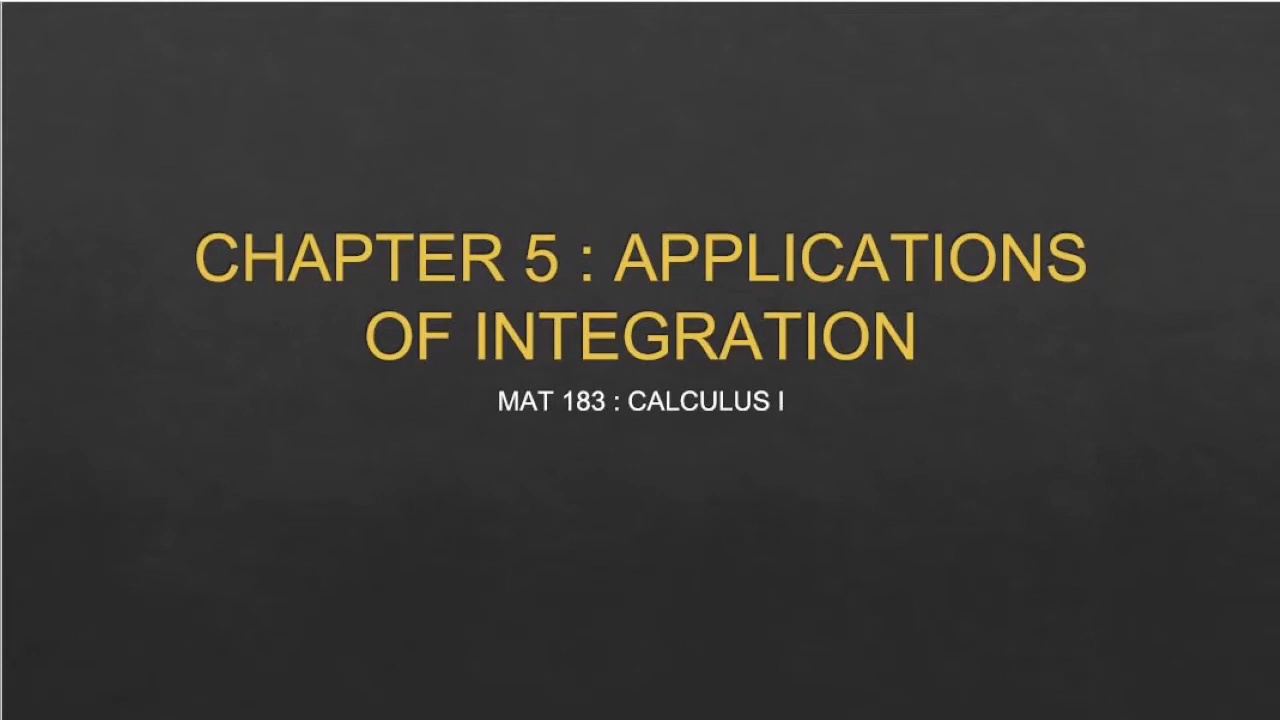 CHAPTER 5 : APPLICATIONS
OF INTEGRATION
MAT 183 : CALCULUS I